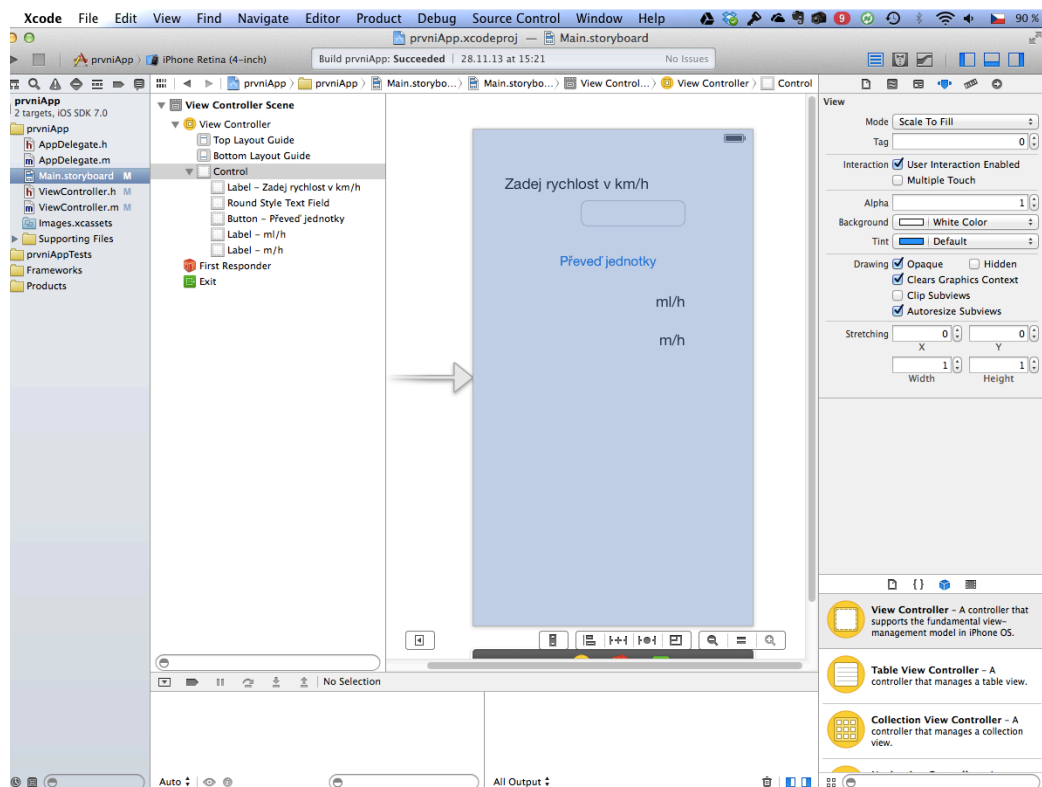 Xcode File Edit View Find Navigate Editor Product Debug Source Control Window Help 9 90 %
prvniApp.xcodeproj — Main.storyboard
prvniApp iPhone Retina (4-inch) Build prvniApp: Succeeded 28.11.13 at 15:21 No Issues
prvniApp prvniApp Main.storybo... Main.storybo... View Control... View Controller Control
prvniApp
2 targets, iOS SDK 7.0
prvniApp
AppDelegate.h
AppDelegate.m
Main.storyboard M
ViewController.h M
ViewController.m M
Images.xcassets
Supporting Files
prvniAppTests
Frameworks
Products
View Controller Scene
View Controller
Top Layout Guide
Bottom Layout Guide
Control
Label – Zadej rychlost v km/h
Round Style Text Field
Button – Převeď jednotky
Label – ml/h
Label – m/h
First Responder
Exit
Zadej rychlost v km/h
Převeď jednotky
ml/h
m/h
View
Mode Scale To Fill
Tag 0
Interaction User Interaction Enabled
Multiple Touch
Alpha 1
Background White Color
Tint Default
Drawing Opaque Hidden
Clears Graphics Context
Clip Subviews
Autoresize Subviews
Stretching 0 0
X Y
1 1
Width Height
{}
View Controller – A controller that
supports the fundamental view-
management model in iPhone OS.
Table View Controller – A
controller that manages a table view.
Collection View Controller – A
controller that manages a collection
view.
No Selection
Auto
All Output